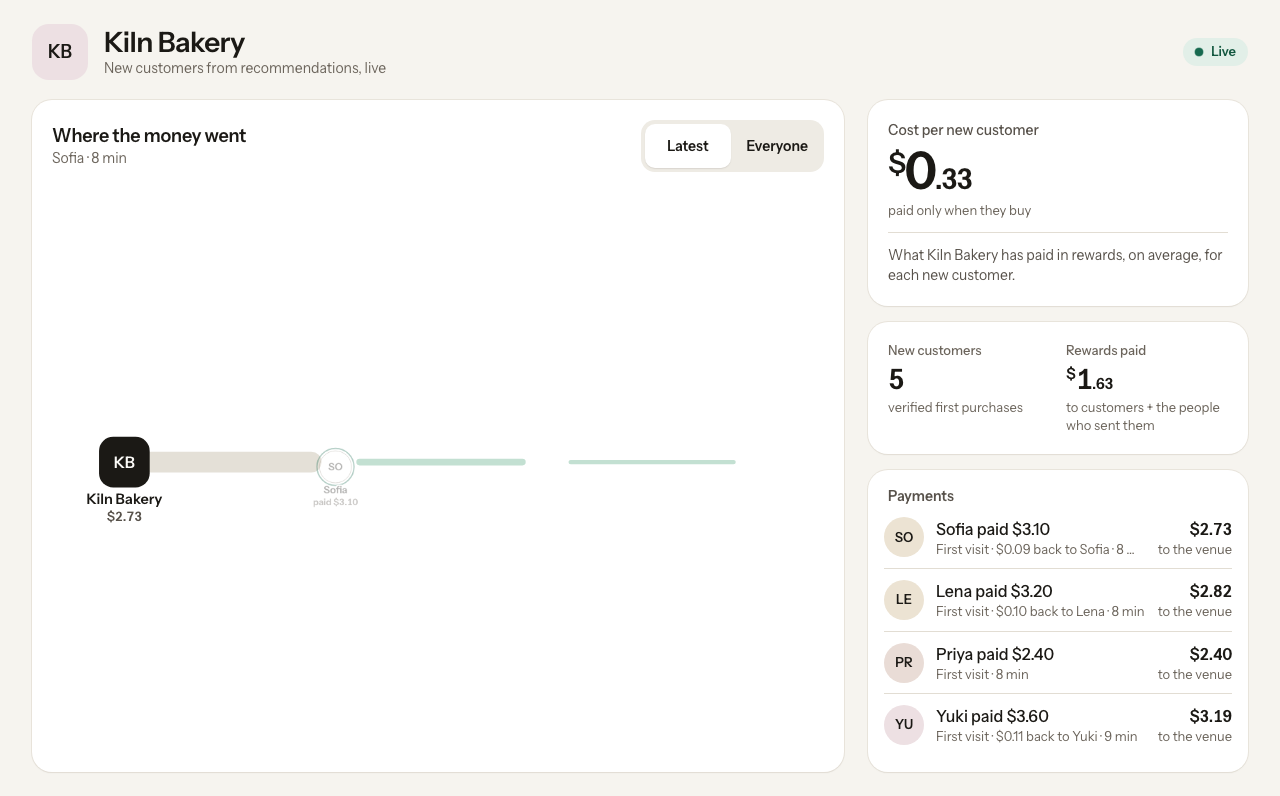 KB
Kiln Bakery
New customers from recommendations, live
Live
Where the money went
Sofia · 8 min
Latest
Everyone
KB
Kiln Bakery
$2.73
SO
Sofia
paid $3.10
Cost per new customer
$0.33
paid only when they buy
What Kiln Bakery has paid in rewards, on average, for
each new customer.
New customers
5
verified first purchases
Rewards paid
$1.63
to customers + the people
who sent them
Payments
SO
Sofia paid $3.10
$2.73
First visit · $0.09 back to Sofia · 8 ...
to the venue
LE
Lena paid $3.20
$2.82
First visit · $0.10 back to Lena · 8 min
to the venue
PR
Priya paid $2.40
$2.40
First visit · 8 min
to the venue
YU
Yuki paid $3.60
$3.19
First visit · $0.11 back to Yuki · 9 min
to the venue